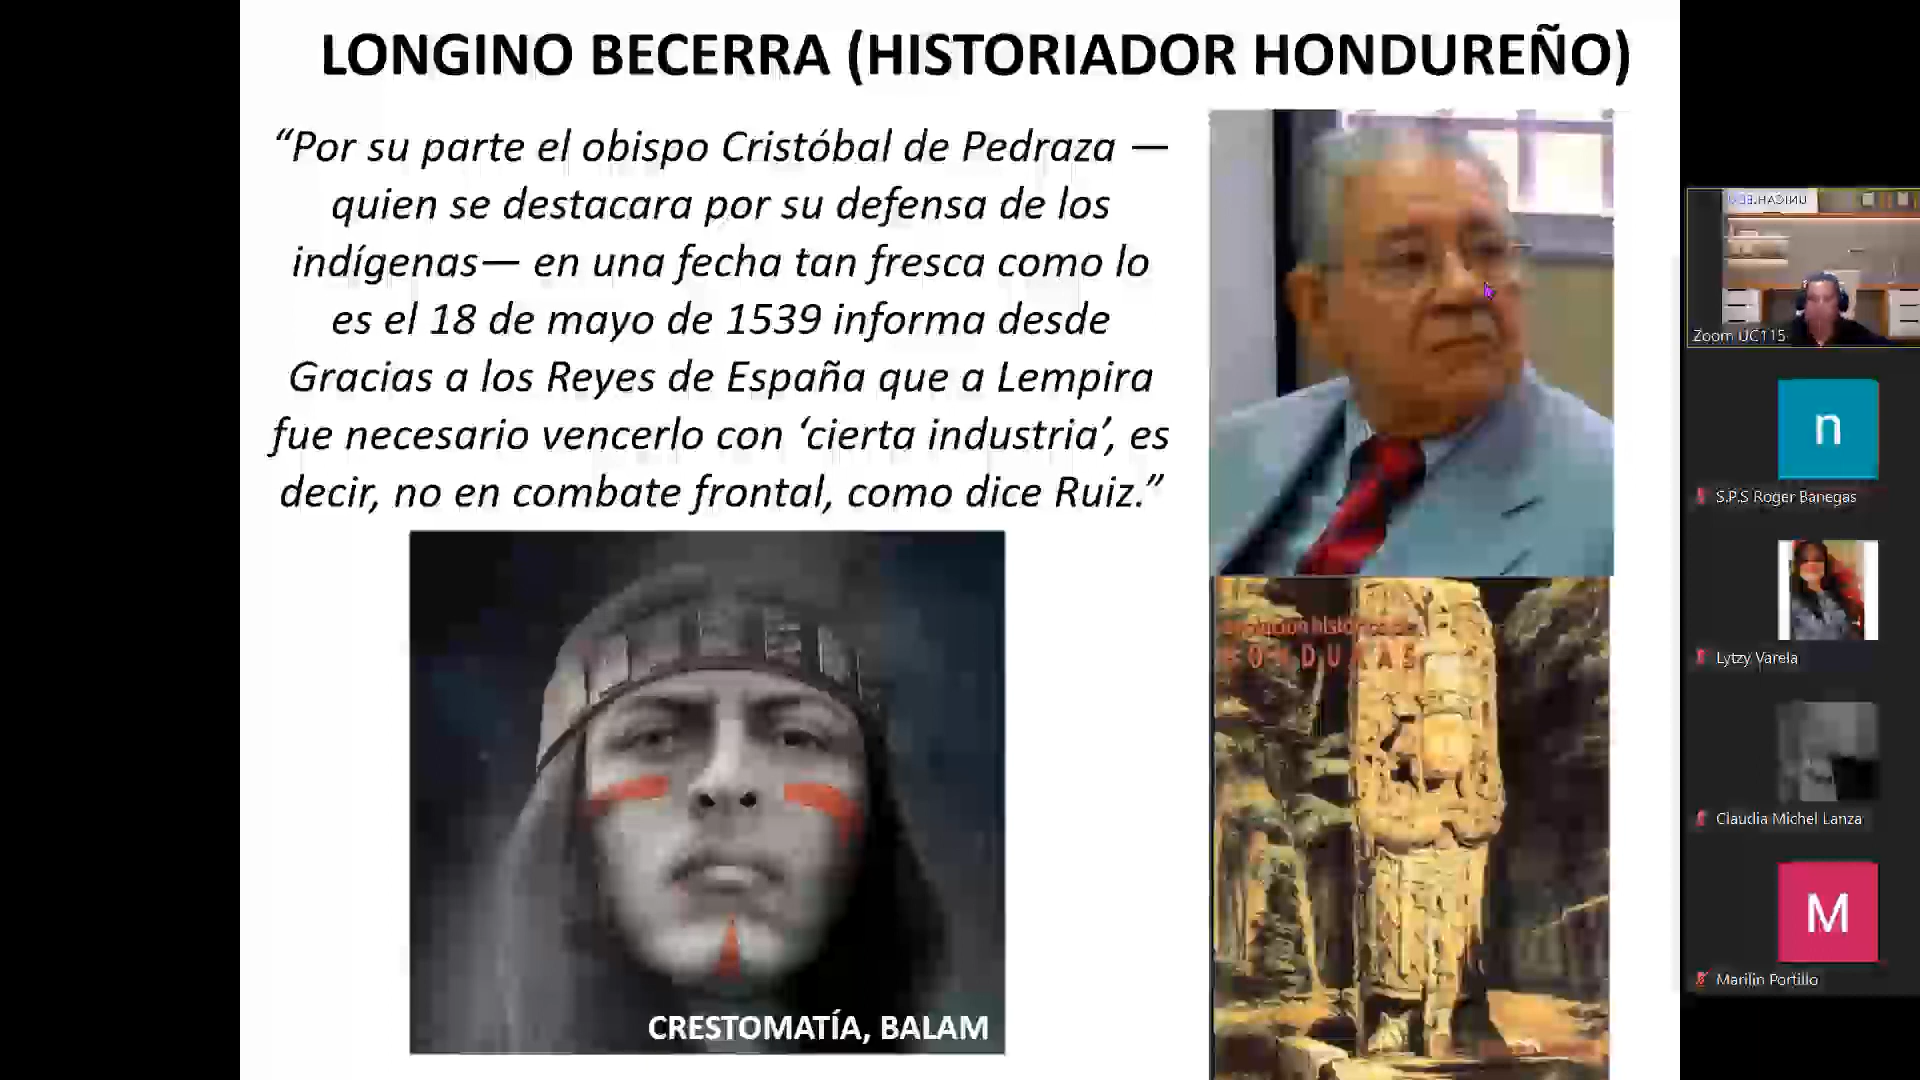 LONGINO BECERRA (HISTORIADOR HONDUREÑO)
“Por su parte el obispo Cristóbal de Pedraza —
quien se destacara por su defensa de los
indígenas— en una fecha tan fresca como lo
es el 18 de mayo de 1539 informa desde
Gracias a los Reyes de España que a Lempira
fue necesario vencerlo con ‘cierta industria’, es
decir, no en combate frontal, como dice Ruiz.”
CRESTOMATÍA, BALAM
HONDURAS
Zoom UC115
n
S.P.S Roger Banegas
Lytzy Varela
Claudia Michel Lanza
M
Marilin Portillo